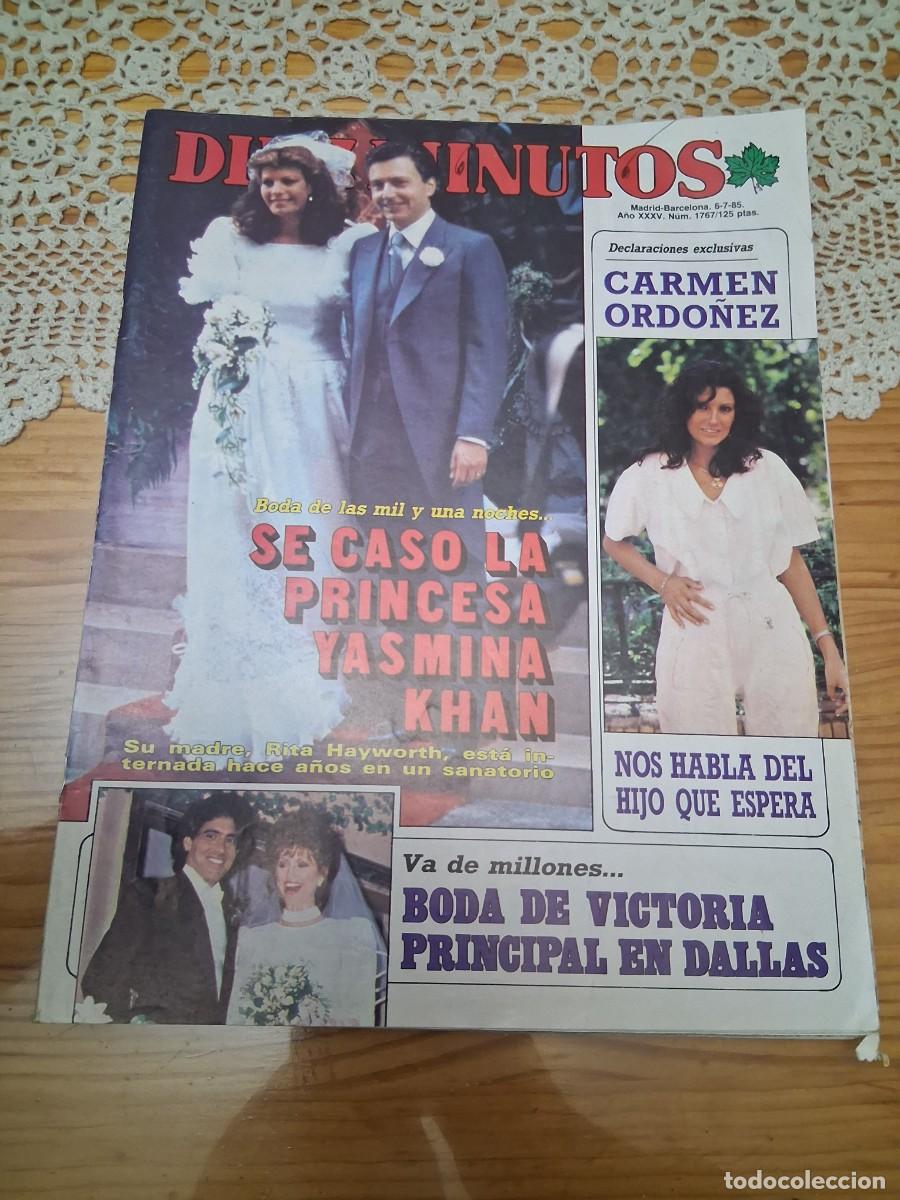 DIEZ MINUTOS
Madrid-Barcelona. 6-7-85.
Año XXXV. Núm. 1767/125 ptas.
Declaraciones exclusivas
CARMEN
ORDOÑEZ
Boda de las mil y una noches...
SE CASO LA
PRINCESA
YASMINA
KHAN
Su madre, Rita Hayworth, está in-
ternada hace años en un sanatorio
NOS HABLA DEL
HIJO QUE ESPERA
Va de millones...
BODA DE VICTORIA
PRINCIPAL EN DALLAS
todocoleccion